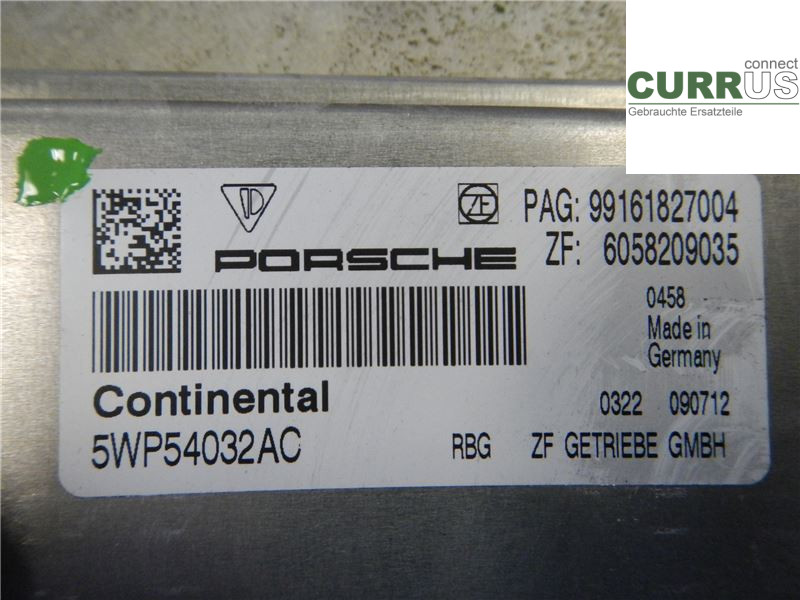 connect
CURRUS
Gebrauchte Ersatzteile
ZF
PAG: 99161827004
PORSCHE
ZF: 6058209035
0458
Made in
Germany
Continental
0322 090712
5WP54032AC
RBG ZF GETRIEBE GMBH